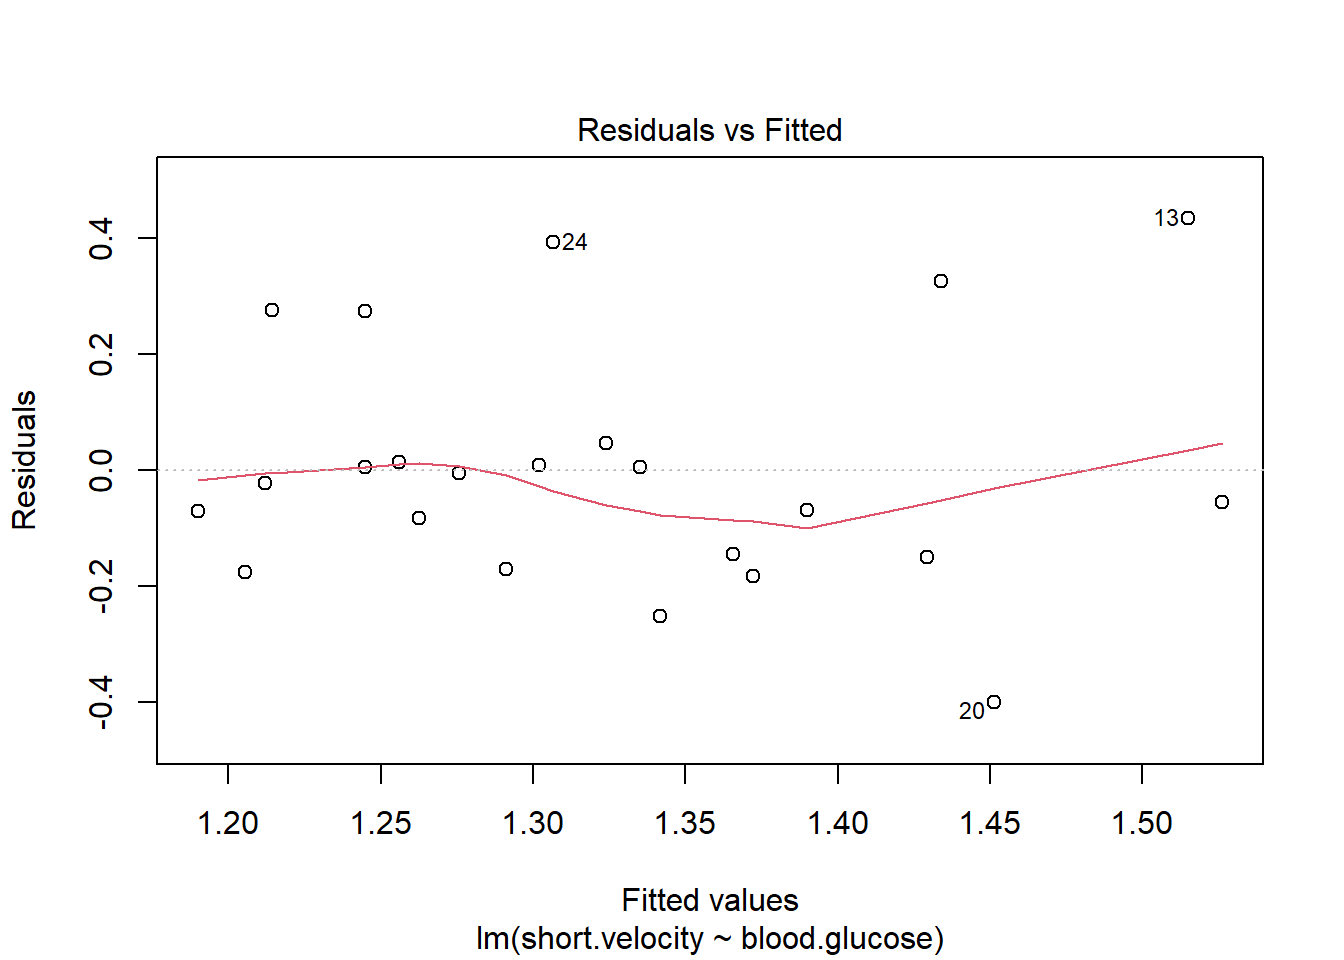 Residuals vs Fitted
Residuals
0.4
0.2
0.0
-0.2
-0.4
24
13
20
1.20 1.25 1.30 1.35 1.40 1.45 1.50
Fitted values
lm(short.velocity ~ blood.glucose)